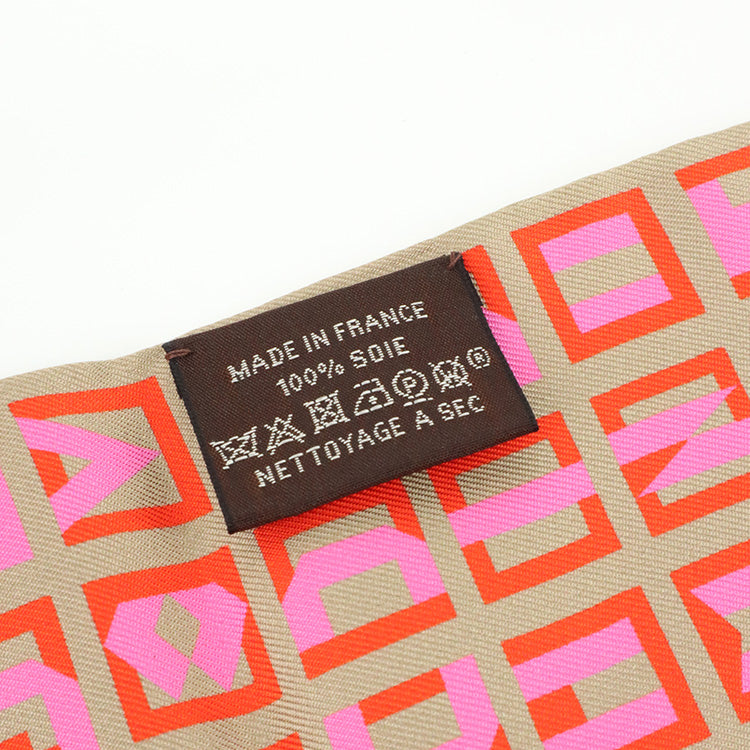 MADE IN FRANCE
100% SOIE
®
NETTOYAGE A SEC